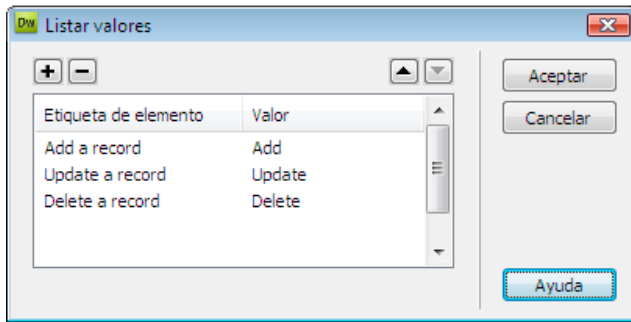 Dw Listar valores
Aceptar
Etiqueta de elemento Valor
Cancelar
Add a record Add
Update a record Update
Delete a record Delete
Ayuda